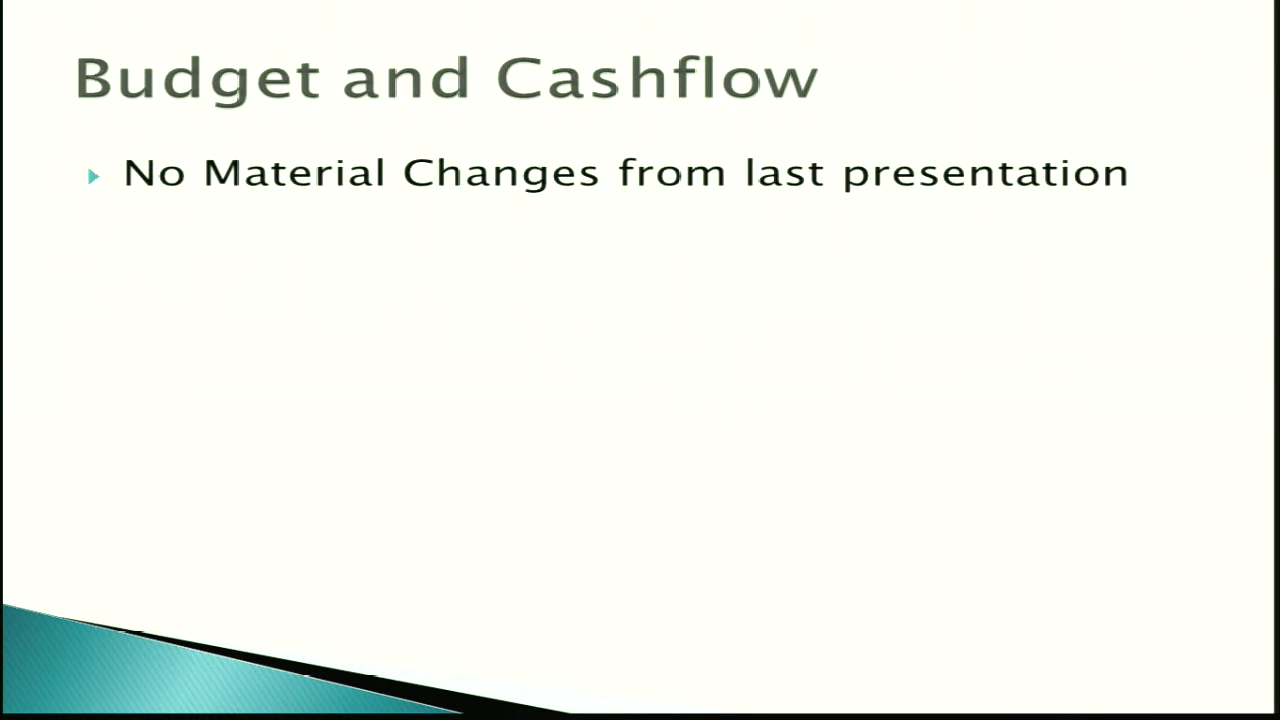 Budget and Cashflow
No Material Changes from last presentation